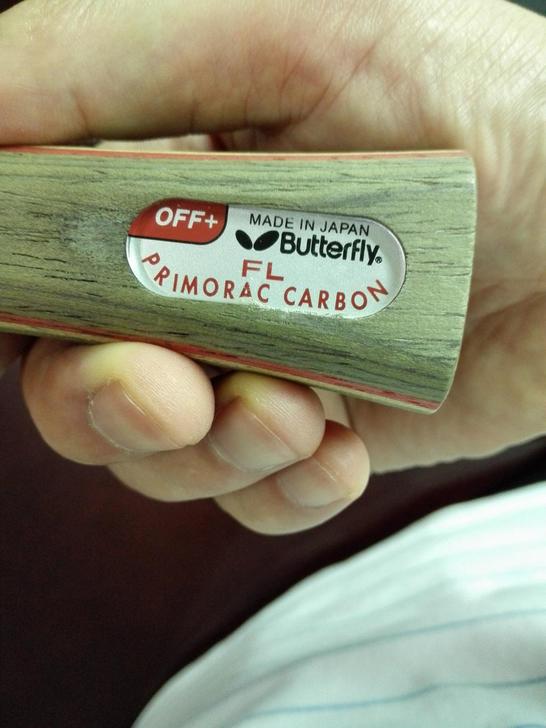 OFF+
MADE IN JAPAN
Butterfly®
FL
PRIMORAC CARBON